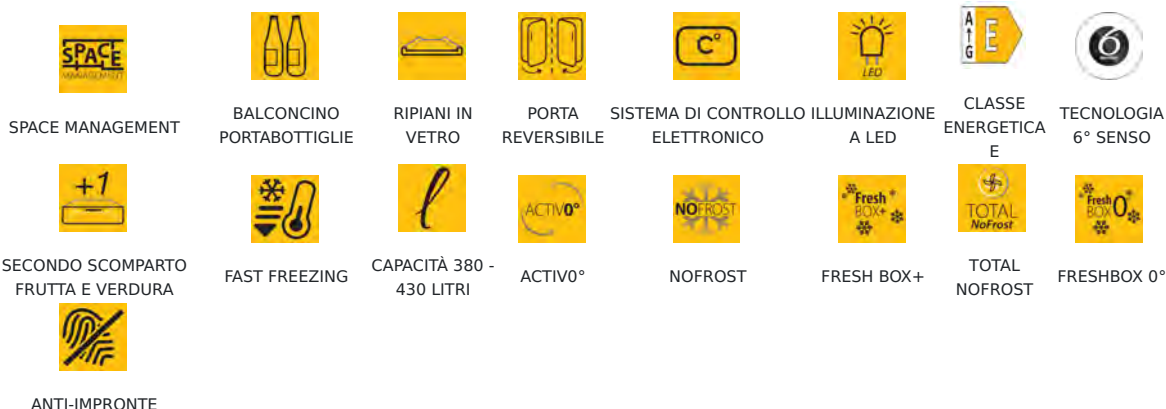 SPACE
MANAGEMENT
C°
LED
A
G
E
6
SPACE MANAGEMENT
BALCONCINO
PORTABOTTIGLIE
RIPIANI IN
VETRO
PORTA
REVERSIBILE
SISTEMA DI CONTROLLO
ELETTRONICO
ILLUMINAZIONE
A LED
CLASSE
ENERGETICA
E
TECNOLOGIA
6° SENSO
+1
l
ACTIV0°
NOFROST
Fresh
BOX+
TOTAL
NoFrost
Fresh
BOX 0°
SECONDO SCOMPARTO
FRUTTA E VERDURA
FAST FREEZING
CAPACITÀ 380 -
430 LITRI
ACTIV0°
NOFROST
FRESH BOX+
TOTAL
NOFROST
FRESHBOX 0°
ANTI-IMPRONTE